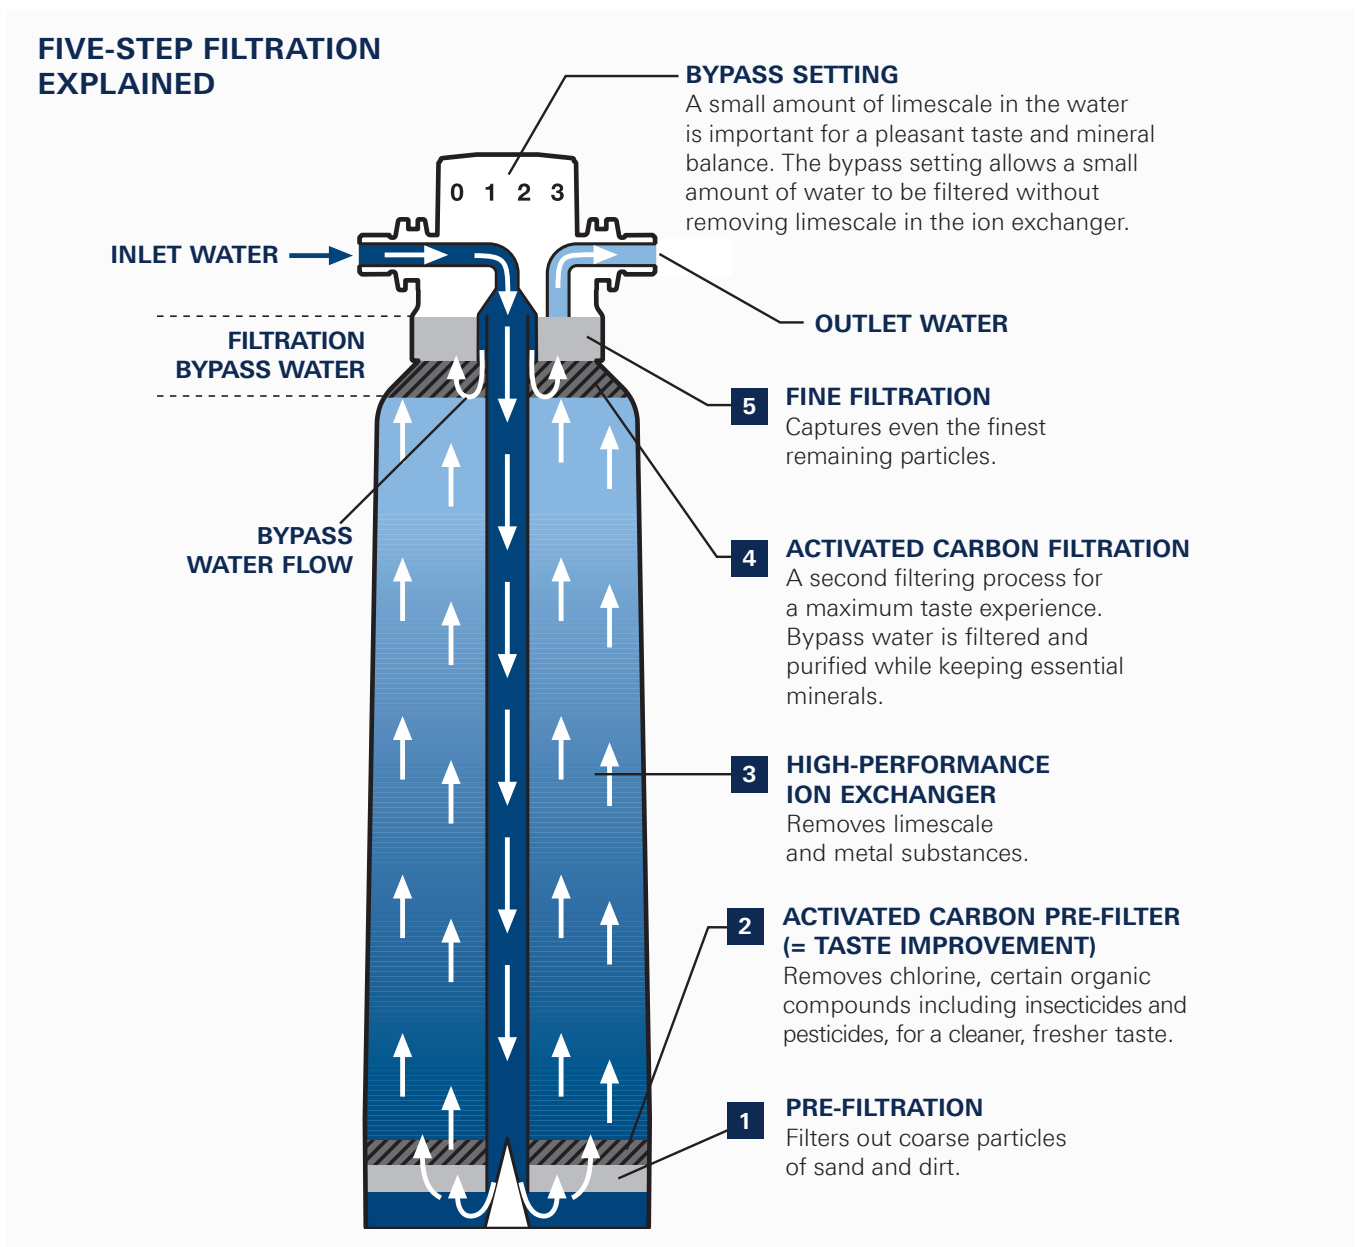 FIVE-STEP FILTRATION
EXPLAINED
BYPASS SETTING
A small amount of limescale in the water
is important for a pleasant taste and mineral
balance. The bypass setting allows a small
amount of water to be filtered without
removing limescale in the ion exchanger.
0 1 2 3
INLET WATER
OUTLET WATER
FILTRATION
BYPASS WATER
5
FINE FILTRATION
Captures even the finest
remaining particles.
BYPASS
WATER FLOW
4
ACTIVATED CARBON FILTRATION
A second filtering process for
a maximum taste experience.
Bypass water is filtered and
purified while keeping essential
minerals.
3
HIGH-PERFORMANCE
ION EXCHANGER
Removes limescale
and metal substances.
2
ACTIVATED CARBON PRE-FILTER
(= TASTE IMPROVEMENT)
Removes chlorine, certain organic
compounds including insecticides and
pesticides, for a cleaner, fresher taste.
1
PRE-FILTRATION
Filters out coarse particles
of sand and dirt.